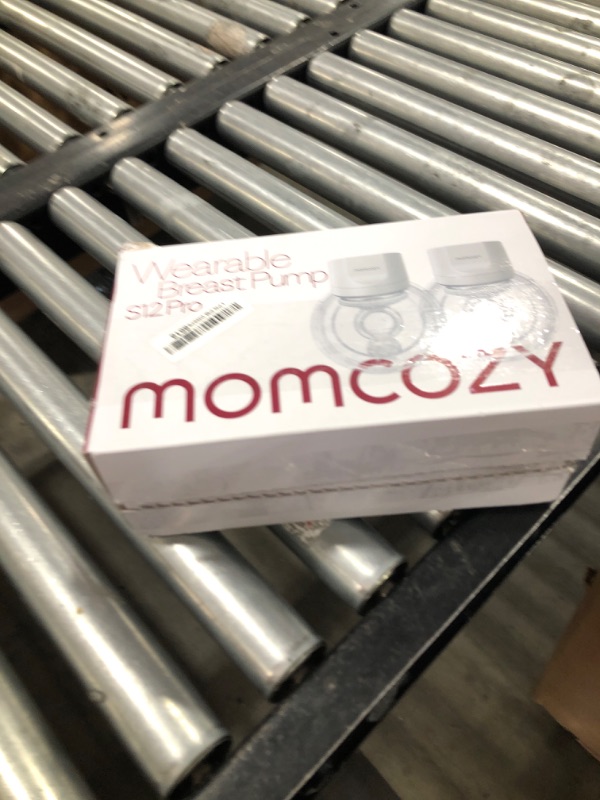 Wearable
Breast Pump
S12 Pro
momcozy